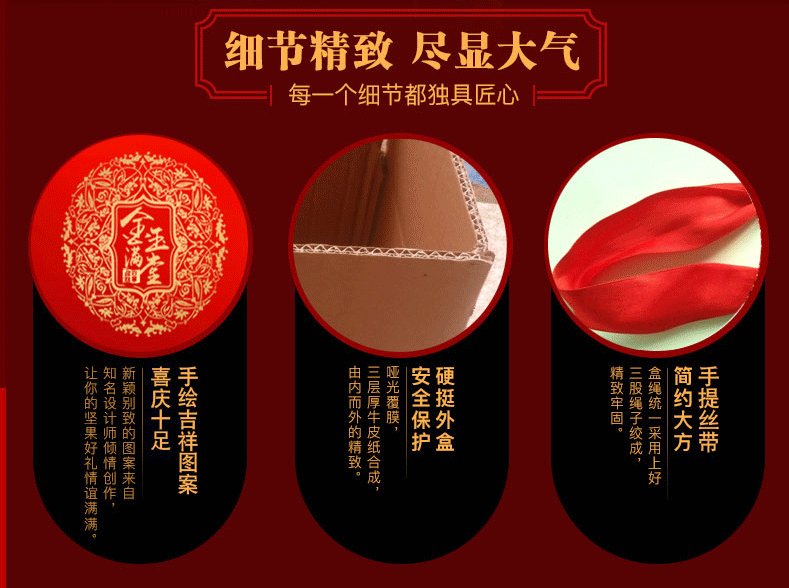 细节精致 尽显大气
每一个细节都独具匠心
金玉满堂
手绘吉祥图案
喜庆十足
新颖别致的图案来自
知名设计师倾情创作，
让你的坚果好礼情谊满满。
硬挺外盒
安全保护
哑光覆膜，
三层厚牛皮纸合成，
由内而外的精致。
手提丝带
简约大方
盒绳统一采用上好
三股绳子绞成，
精致牢固。